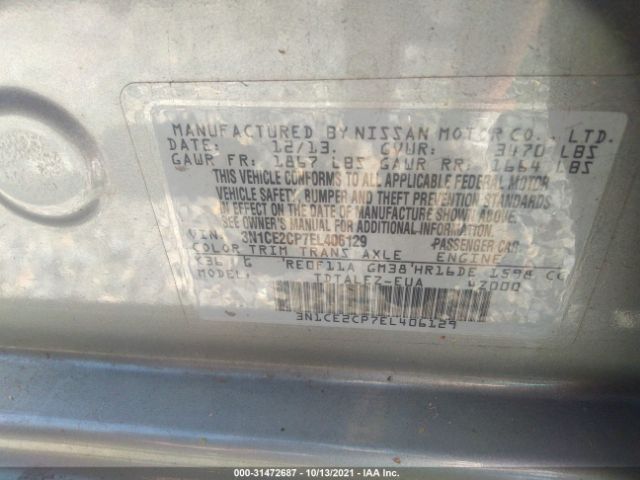 MANUFACTURED BY NISSAN MOTOR CO., LTD.
DATE: 12/13. GVWR: 3470 LBS
GAWR FR: 1867 LBS GAWR RR: 1664 LBS
THIS VEHICLE CONFORMS TO ALL APPLICABLE FEDERAL MOTOR
VEHICLE SAFETY, BUMPER AND THEFT PREVENTION STANDARDS
IN EFFECT ON THE DATE OF MANUFACTURE SHOWN ABOVE.
SEE OWNER'S MANUAL FOR ADDITIONAL INFORMATION.
VIN: 3N1CE2CP7EL406129 PASSENGER CAR
COLOR TRIM TRANS AXLE ENGINE
G RE0F11A GM38 HR16DE 1598 CC
MODEL: TDTALFZ-EUA
3N1CE2CP7EL406129
000-31472687 - 10/13/2021 - IAA Inc.